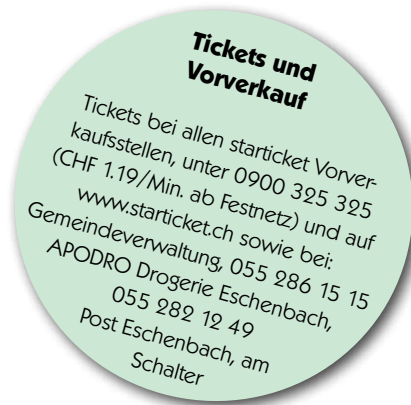 Tickets und
Vorverkauf
Tickets bei allen starticket Vorver-
kaufsstellen, unter 0900 325 325
(CHF 1.19/Min. ab Festnetz) und auf
www.starticket.ch sowie bei:
Gemeindeverwaltung, 055 286 15 15
APODRO Drogerie Eschenbach,
055 282 12 49
Post Eschenbach, am
Schalter